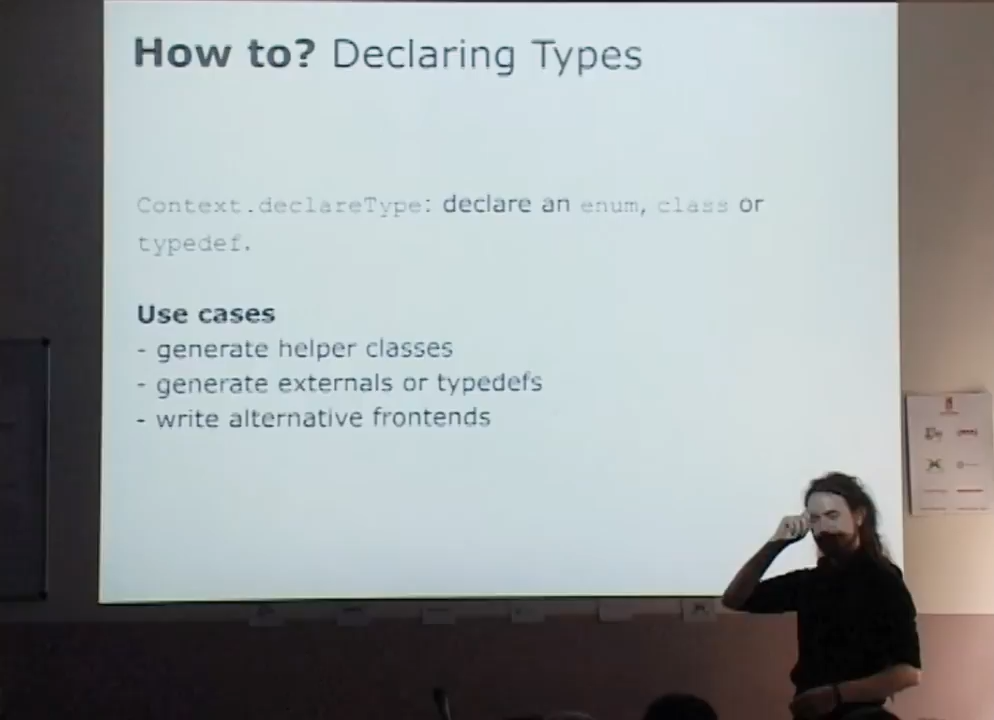 How to? Declaring Types
Context.declareType: declare an enum, class or
typedef.
Use cases
- generate helper classes
- generate externals or typedefs
- write alternative frontends